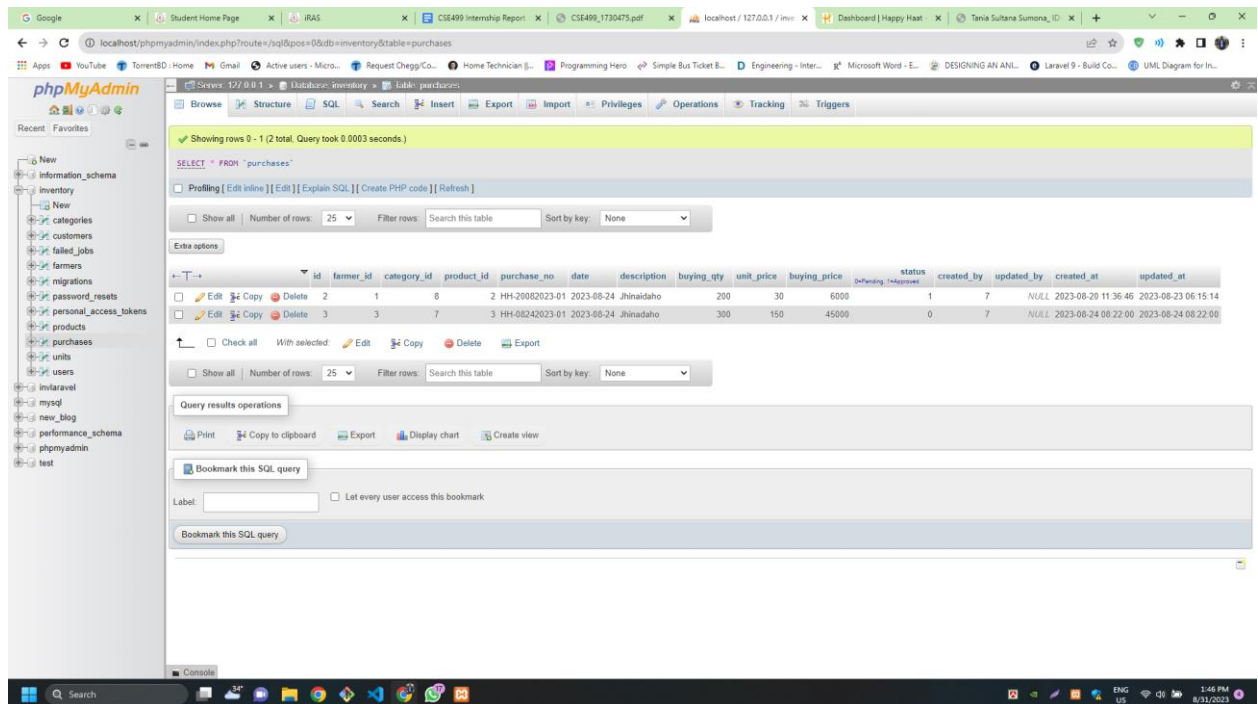 Google Student Home Page iRAS CSE499 Internship Report CSE499_1730475.pdf localhost / 127.0.0.1 / inve Dashboard | Happy Haat - Tania Sultana Sumona_ID
localhost/phpmyadmin/index.php?route=/sql&pos=0&db=inventory&table=purchases
Apps YouTube TorrentBD : Home Gmail Active users - Micro... Request Chegg/Co... Home Technician ||... Programming Hero Simple Bus Ticket B... Engineering - Inter... Microsoft Word - E... DESIGNING AN ANI... Laravel 9 - Build Co... UML Diagram for In...
phpMyAdmin
Recent Favorites
New
information_schema
inventory
New
categories
customers
failed_jobs
farmers
migrations
password_resets
personal_access_tokens
products
purchases
units
users
invlaravel
mysql
new_blog
performance_schema
phpmyadmin
test
Server: 127.0.0.1 » Database: inventory » Table: purchases
Browse Structure SQL Search Insert Export Import Privileges Operations Tracking Triggers
Showing rows 0 - 1 (2 total, Query took 0.0003 seconds.)
SELECT * FROM `purchases`
Profiling [ Edit inline ] [ Edit ] [ Explain SQL ] [ Create PHP code ] [ Refresh ]
Show all | Number of rows: 25 Filter rows: Search this table Sort by key: None
Extra options
id farmer_id category_id product_id purchase_no date description buying_qty unit_price buying_price status created_by updated_by created_at updated_at
0=Pending, 1=Approved
Edit Copy Delete 2 1 8 2 HH-20082023-01 2023-08-24 Jhinaidaho 200 30 6000 1 7 NULL 2023-08-20 11:36:46 2023-08-23 06:15:14
Edit Copy Delete 3 3 7 3 HH-08242023-01 2023-08-24 Jhinadaho 300 150 45000 0 7 NULL 2023-08-24 08:22:00 2023-08-24 08:22:00
Check all With selected: Edit Copy Delete Export
Show all | Number of rows: 25 Filter rows: Search this table Sort by key: None
Query results operations
Print Copy to clipboard Export Display chart Create view
Bookmark this SQL query
Label: Let every user access this bookmark
Bookmark this SQL query
Console
Search
34°
17
ENG
US
1:46 PM
8/31/2023
4